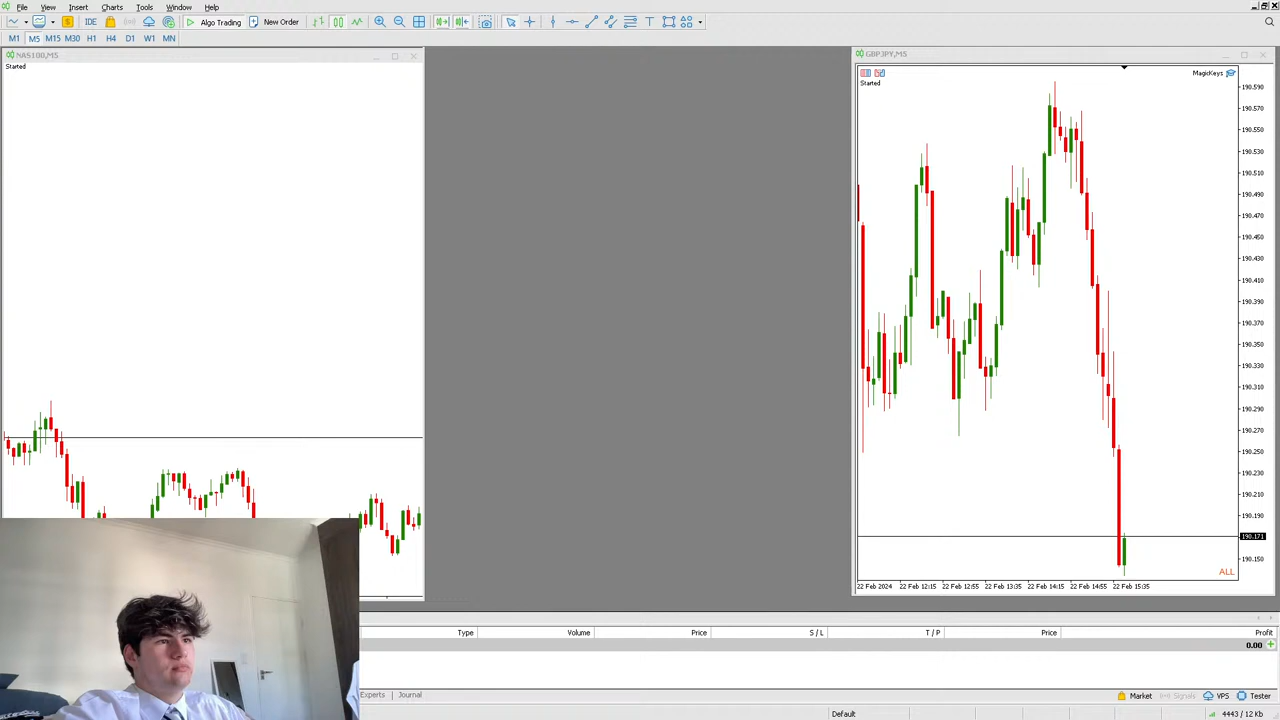 File View Insert Charts Tools Window Help
IDE Algo Trading New Order
M1 M5 M15 M30 H1 H4 D1 W1 MN
NAS100,M5
Started
GBPJPY,M5
MagicKeys
Started
190.590
190.570
190.550
190.530
190.510
190.490
190.470
190.450
190.430
190.410
190.390
190.370
190.350
190.330
190.310
190.290
190.270
190.250
190.230
190.210
190.190
190.171
190.150
ALL
22 Feb 2024 22 Feb 12:15 22 Feb 12:55 22 Feb 13:35 22 Feb 14:15 22 Feb 14:55 22 Feb 15:35
Type Volume Price S / L T / P Price Profit
0.00
Experts Journal
Market Signals VPS Tester
Default 4443 / 12 Kb